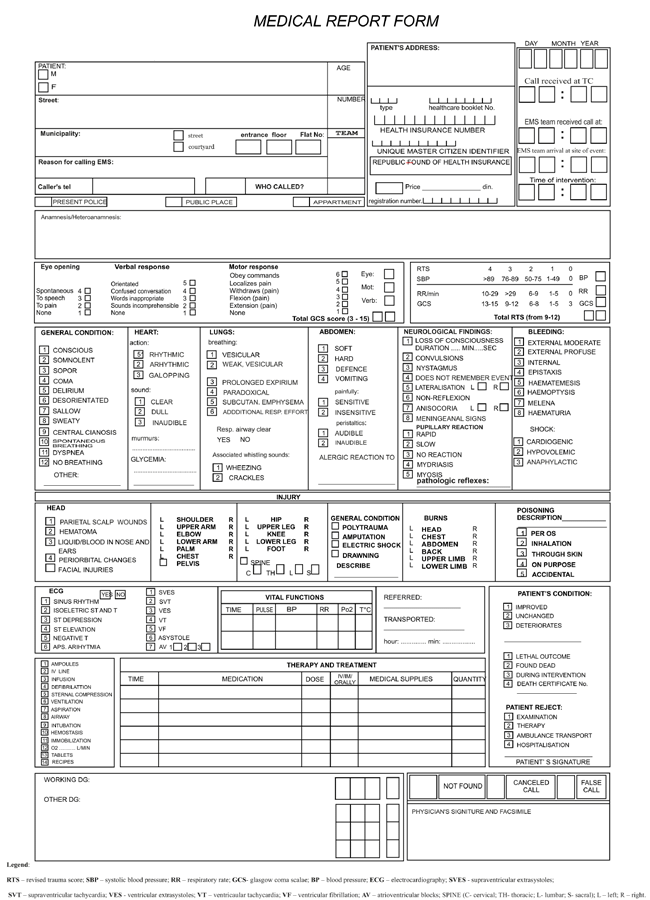 MEDICAL REPORT FORM
PATIENT:
M
F
AGE
PATIENT'S ADDRESS:
DAY MONTH YEAR
Call received at TC
Street:
NUMBER
type healthcare booklet No.
HEALTH INSURANCE NUMBER
EMS team received call at:
Municipality:
street
courtyard
entrance floor Flat No:
TEAM
UNIQUE MASTER CITIZEN IDENTIFIER
EMS team arrival at site of event:
Reason for calling EMS:
REPUBLIC FOUND OF HEALTH INSURANCE
Time of intervention:
Caller's tel
WHO CALLED?
Price din.
PRESENT POLICE
PUBLIC PLACE
APPARTMENT
registration number.
Anamnesis/Heteroanamnesis:
Eye opening
Spontaneous 4
To speech 3
To pain 2
None 1
Verbal response
Orientated 5
Confused conversation 4
Words inappropriate 3
Sounds incomprehensible 2
None 1
Motor response
Obey commands 6
Localizes pain 5
Withdraws (pain) 4
Flexion (pain) 3
Extension (pain) 2
None 1
Eye:
Mot:
Verb:
Total GCS score (3 - 15)
RTS 4 3 2 1 0
SBP >89 76-89 50-75 1-49 0 BP
RR/min 10-29 >29 6-9 1-5 0 RR
GCS 13-15 9-12 6-8 1-5 3 GCS
Total RTS (from 9-12)
GENERAL CONDITION:
1 CONSCIOUS
2 SOMNOLENT
3 SOPOR
4 COMA
5 DELIRIUM
6 DESORIENTATED
7 SALLOW
8 SWEATY
9 CENTRAL CIANOSIS
10 SPONTANEOUS BREATHING
11 DYSPNEA
12 NO BREATHING
OTHER:
HEART:
action:
5 RHYTHMIC
2 ARHYTHMIC
3 GALOPPING
sound:
1 CLEAR
2 DULL
3 INAUDIBLE
murmurs:
GLYCEMIA:
LUNGS:
breathing:
1 VESICULAR
2 WEAK, VESICULAR
3 PROLONGED EXPIRIUM
4 PARADOXICAL
5 SUBCUTAN. EMPHYSEMA
6 ADDITIONAL RESP. EFFORT
Resp. airway clear
YES NO
Associated whistling sounds:
1 WHEEZING
2 CRACKLES
ABDOMEN:
1 SOFT
2 HARD
3 DEFENCE
4 VOMITING
painfully:
1 SENSITIVE
2 INSENSITIVE
peristaltics:
1 AUDIBLE
2 INAUDIBLE
ALERGIC REACTION TO
NEUROLOGICAL FINDINGS:
1 LOSS OF CONSCIOUSNESS
DURATION ..... MIN....SEC
2 CONVULSIONS
3 NYSTAGMUS
4 DOES NOT REMEMBER EVENT
5 LATERALISATION L R
6 NON-REFLEXION
7 ANISOCORIA L R
8 MENINGEANAL SIGNS
PUPILLARY REACTION
1 RAPID
2 SLOW
3 NO REACTION
4 MYDRIASIS
5 MYOSIS
pathologic reflexes:
BLEEDING:
1 EXTERNAL MODERATE
2 EXTERNAL PROFUSE
3 INTERNAL
4 EPISTAXIS
5 HAEMATEMESIS
6 HAEMOPTYSIS
7 MELENA
8 HAEMATURIA
SHOCK:
1 CARDIOGENIC
2 HYPOVOLEMIC
3 ANAPHYLACTIC
INJURY
HEAD
1 PARIETAL SCALP WOUNDS
2 HEMATOMA
3 LIQUID/BLOOD IN NOSE AND
EARS
4 PERIORBITAL CHANGES
FACIAL INJURIES
L SHOULDER R
L UPPER ARM R
L ELBOW R
L LOWER ARM R
L PALM R
L CHEST R
PELVIS
L HIP R
L UPPER LEG R
L KNEE R
L LOWER LEG R
L FOOT R
SPINE
C TH L S
GENERAL CONDITION
POLYTRAUMA
AMPUTATION
ELECTRIC SHOCK
DRAWNING
DESCRIBE
BURNS
L HEAD R
L CHEST R
L ABDOMEN R
L BACK R
L UPPER LIMB R
L LOWER LIMB R
POISONING
DESCRIPTION
1 PER OS
2 INHALATION
3 THROUGH SKIN
4 ON PURPOSE
5 ACCIDENTAL
ECG YES NO
1 SINUS RHYTHM
2 ISOELECTRIC ST AND T
3 ST DEPRESSION
4 ST ELEVATION
5 NEGATIVE T
6 APS. ARIHYTMIA
1 SVES
2 SVT
3 VES
4 VT
5 VF
6 ASYSTOLE
7 AV 1 2 3
VITAL FUNCTIONS
TIME PULSE BP RR Po2 T°C
REFERRED:
TRANSPORTED:
hour: ............. min: ................
PATIENT'S CONDITION:
1 IMPROVED
2 UNCHANGED
3 DETERIORATES
1 LETHAL OUTCOME
2 FOUND DEAD
3 DURING INTERVENTION
4 DEATH CERTIFICATE No.
PATIENT REJECT:
1 EXAMINATION
2 THERAPY
3 AMBULANCE TRANSPORT
4 HOSPITALISATION
PATIENT'S SIGNATURE
1 AMPOULES
2 IV LINE
3 INFUSION
4 DEFIBRILATTION
5 STERNAL COMPRESSION
6 VENTILATION
7 ASPIRATION
8 AIRWAY
9 INTUBATION
10 HEMOSTASIS
11 IMMOBILIZATION
12 O2 .......... L/MIN
13 TABLETS
14 RECIPES
THERAPY AND TREATMENT
TIME MEDICATION DOSE IV/IM/ORALLY MEDICAL SUPPLIES QUANTITY
WORKING DG:
OTHER DG:
NOT FOUND
CANCELED CALL
FALSE CALL
PHYSICIAN'S SIGNITURE AND FACSIMILE
Legend:
RTS – revised trauma score; SBP – systolic blood pressure; RR – respiratory rate; GCS- glasgow coma scalae; BP – blood pressure; ECG – electrocardiography; SVES - supraventricular extrasystoles;
SVT – supraventricular tachycardia; VES - ventricular extrasystoles; VT – ventricaular tachycardia; VF – ventricular fibrillation; AV – atrioventricular blocks; SPINE (C- cervical; TH- thoracic; L- lumbar; S- sacral); L – left; R – right.